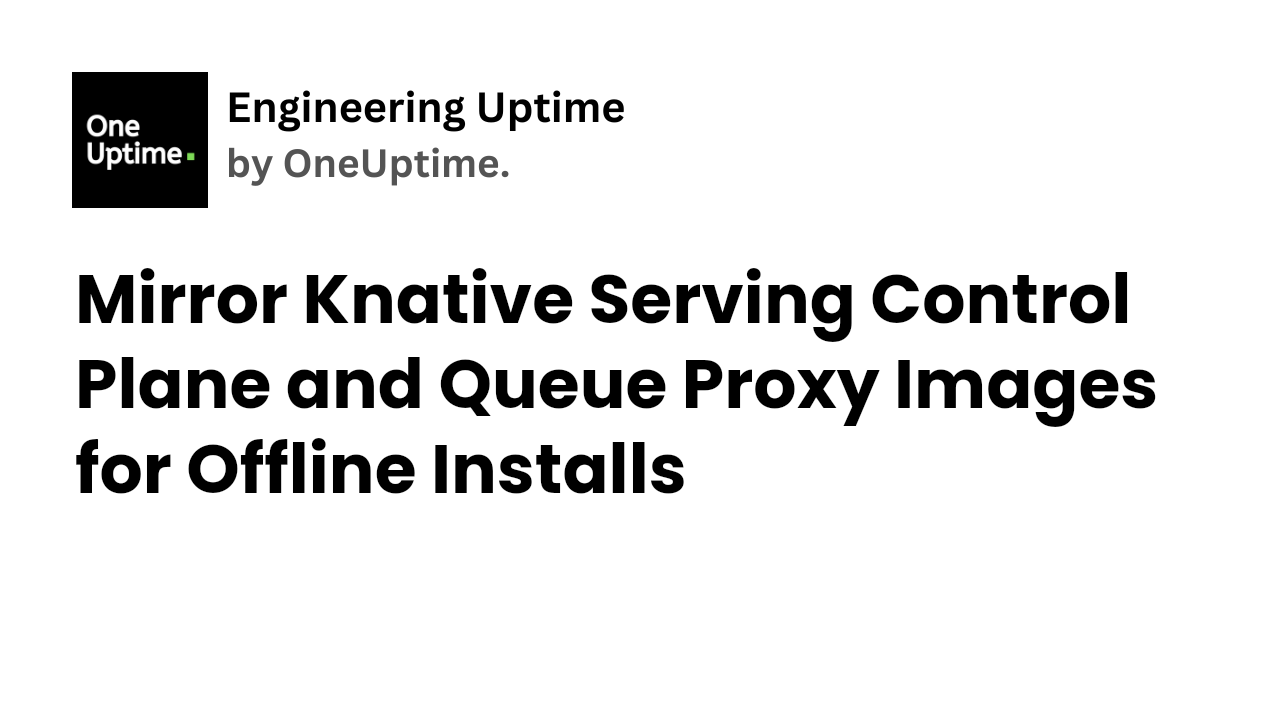 One
Uptime
Engineering Uptime
by OneUptime.
Mirror Knative Serving Control
Plane and Queue Proxy Images
for Offline Installs